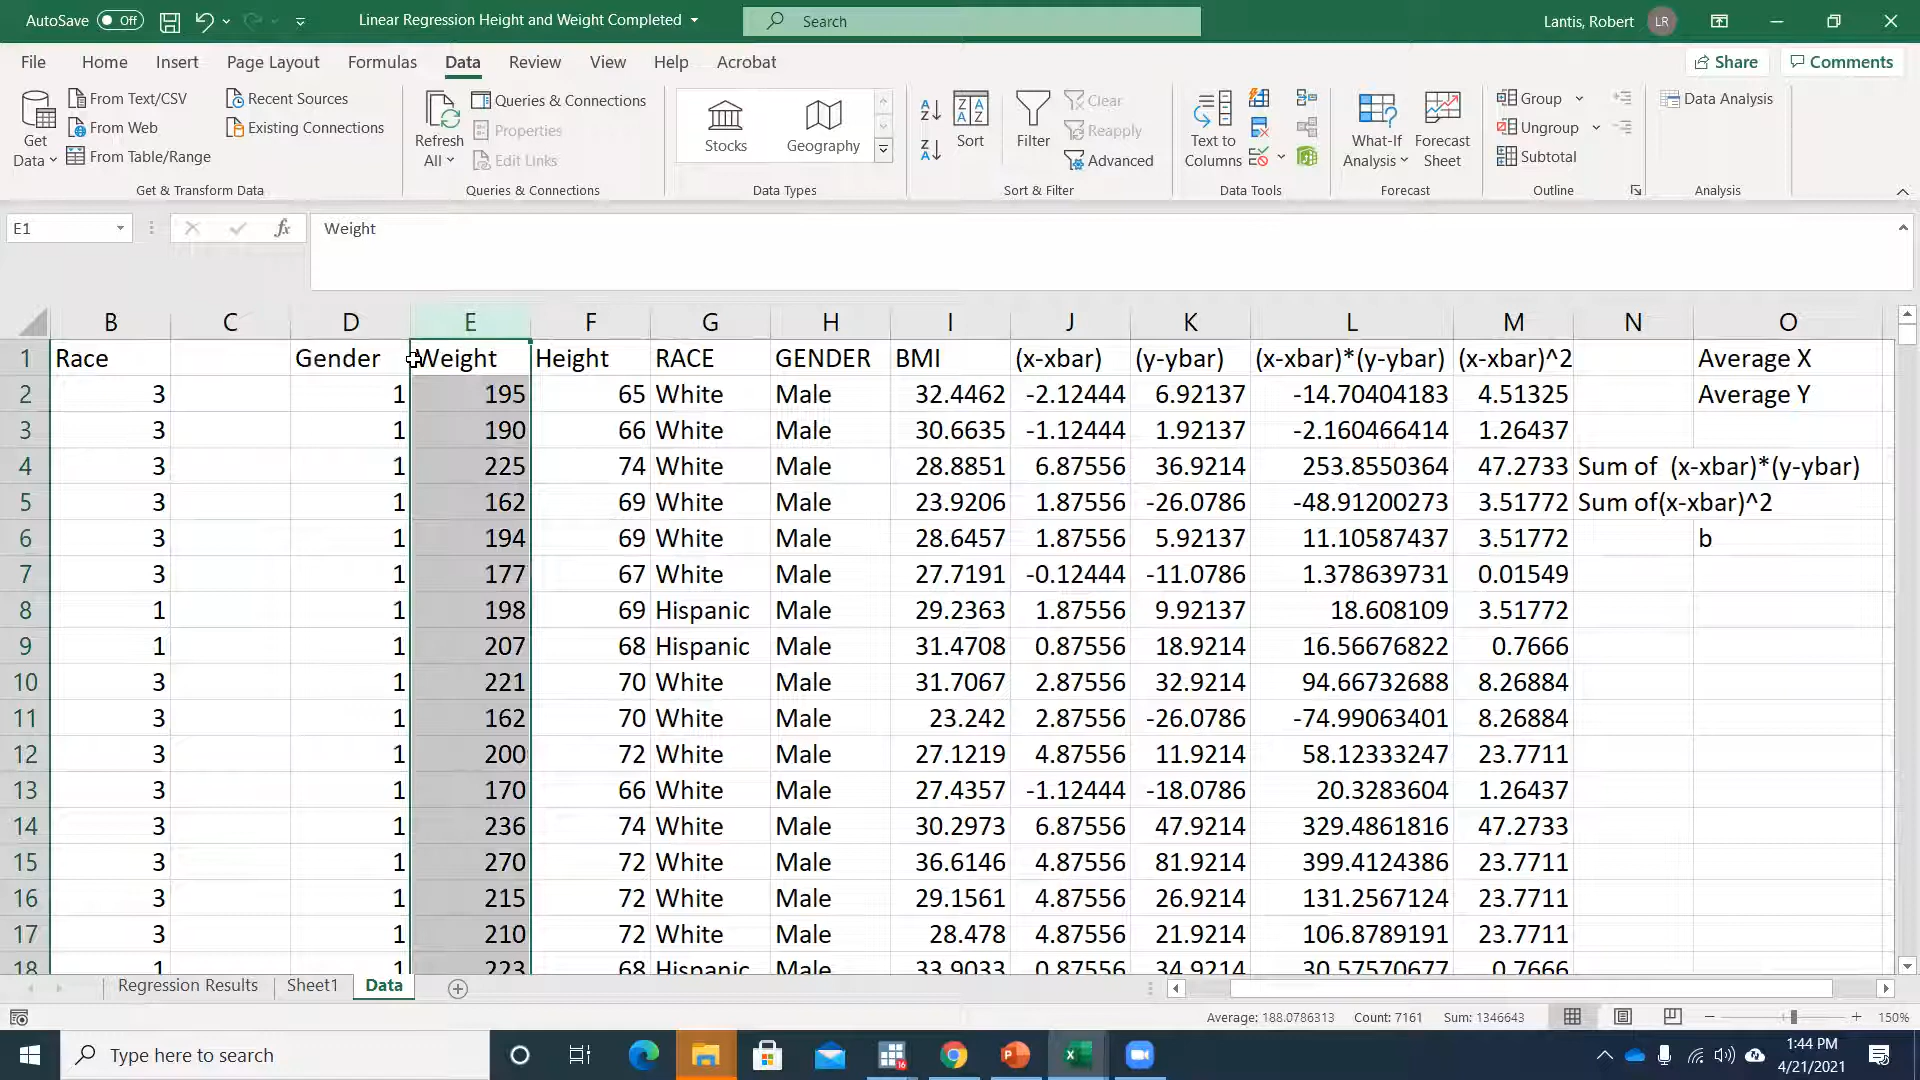 AutoSave Off Linear Regression Height and Weight Completed Search Lantis, Robert LR
File Home Insert Page Layout Formulas Data Review View Help Acrobat Share Comments
Get Data
From Text/CSV
From Web
From Table/Range
Recent Sources
Existing Connections
Get & Transform Data
Refresh All
Queries & Connections
Properties
Edit Links
Queries & Connections
Stocks Geography
Data Types
Sort
Filter
Clear
Reapply
Advanced
Sort & Filter
Text to Columns
Data Tools
What-If Analysis
Forecast Sheet
Forecast
Group
Ungroup
Subtotal
Outline
Data Analysis
Analysis
E1 fx Weight
B C D E F G H I J K L M N O
1 Race Gender Weight Height RACE GENDER BMI (x-xbar) (y-ybar) (x-xbar)*(y-ybar) (x-xbar)^2 Average X
2 3 1 195 65 White Male 32.4462 -2.12444 6.92137 -14.70404183 4.51325 Average Y
3 3 1 190 66 White Male 30.6635 -1.12444 1.92137 -2.160466414 1.26437
4 3 1 225 74 White Male 28.8851 6.87556 36.9214 253.8550364 47.2733 Sum of (x-xbar)*(y-ybar)
5 3 1 162 69 White Male 23.9206 1.87556 -26.0786 -48.91200273 3.51772 Sum of(x-xbar)^2
6 3 1 194 69 White Male 28.6457 1.87556 5.92137 11.10587437 3.51772 b
7 3 1 177 67 White Male 27.7191 -0.12444 -11.0786 1.378639731 0.01549
8 1 1 198 69 Hispanic Male 29.2363 1.87556 9.92137 18.608109 3.51772
9 1 1 207 68 Hispanic Male 31.4708 0.87556 18.9214 16.56676822 0.7666
10 3 1 221 70 White Male 31.7067 2.87556 32.9214 94.66732688 8.26884
11 3 1 162 70 White Male 23.242 2.87556 -26.0786 -74.99063401 8.26884
12 3 1 200 72 White Male 27.1219 4.87556 11.9214 58.12333247 23.7711
13 3 1 170 66 White Male 27.4357 -1.12444 -18.0786 20.3283604 1.26437
14 3 1 236 74 White Male 30.2973 6.87556 47.9214 329.4861816 47.2733
15 3 1 270 72 White Male 36.6146 4.87556 81.9214 399.4124386 23.7711
16 3 1 215 72 White Male 29.1561 4.87556 26.9214 131.2567124 23.7711
17 3 1 210 72 White Male 28.478 4.87556 21.9214 106.8789191 23.7711
18 1 1 223 68 Hispanic Male 33.9033 0.87556 34.9214 30.57570677 0.7666
Regression Results Sheet1 Data
Average: 188.0786313 Count: 7161 Sum: 1346643 150%
Type here to search
16
1:44 PM
4/21/2021